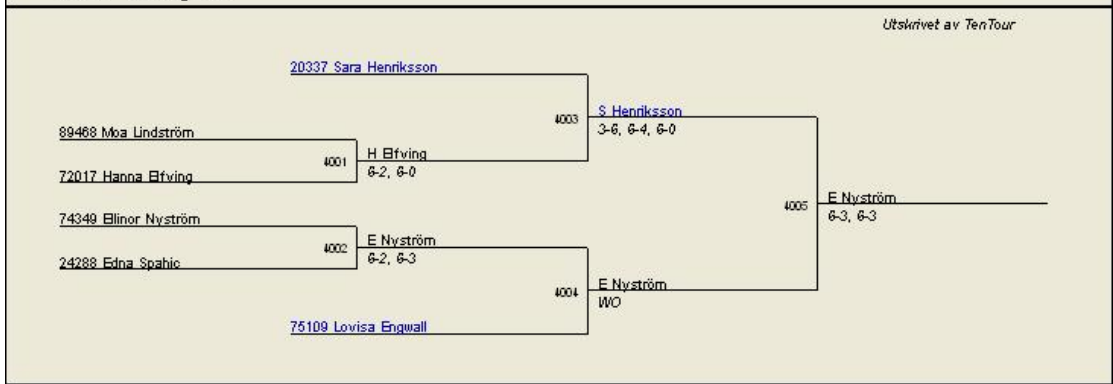 Utskrivet av TenTour
20337 Sara Henriksson
4003
S Henriksson
3-6, 6-4, 6-0
89468 Moa Lindström
4001
H Elfving
6-2, 6-0
72017 Hanna Elfving
74349 Ellinor Nyström
4002
E Nyström
6-2, 6-3
24288 Edna Spahic
4005
E Nyström
6-3, 6-3
4004
E Nyström
WO
75109 Lovisa Engwall